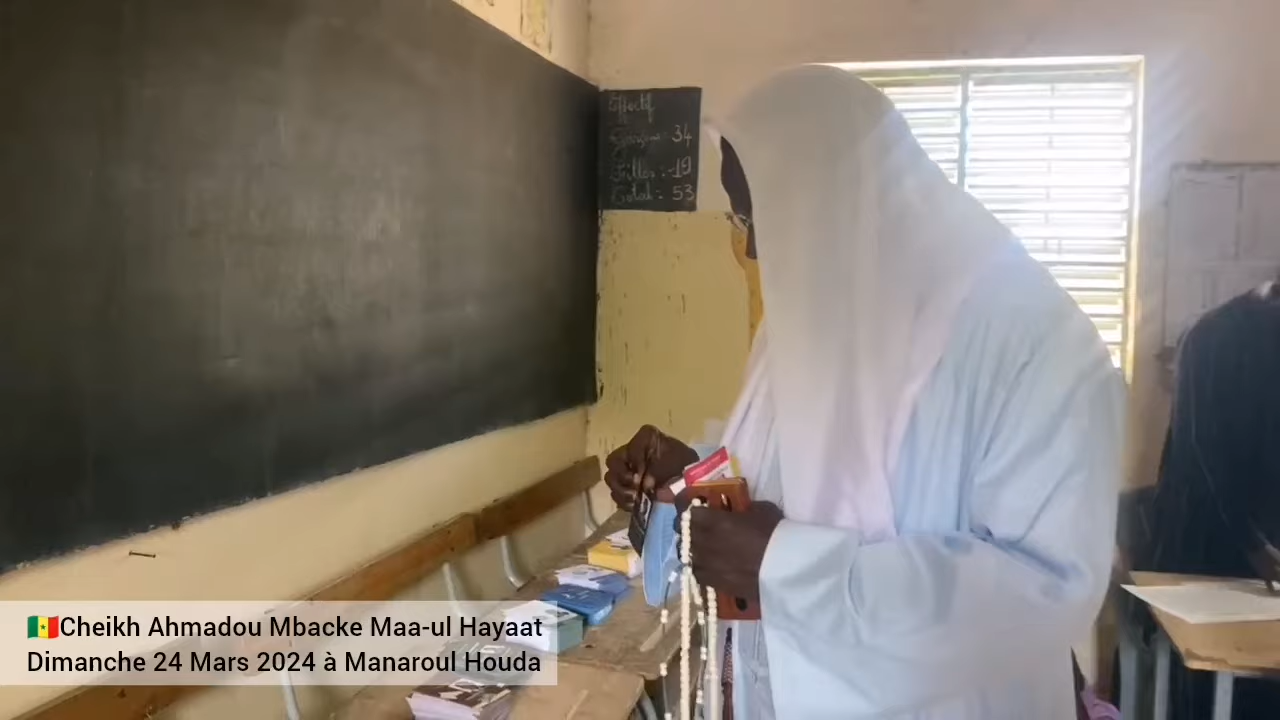 Effectif
Garçons : 34
Filles : 19
Total : 53
🇸🇳Cheikh Ahmadou Mbacke Maa-ul Hayaat
Dimanche 24 Mars 2024 à Manaroul Houda